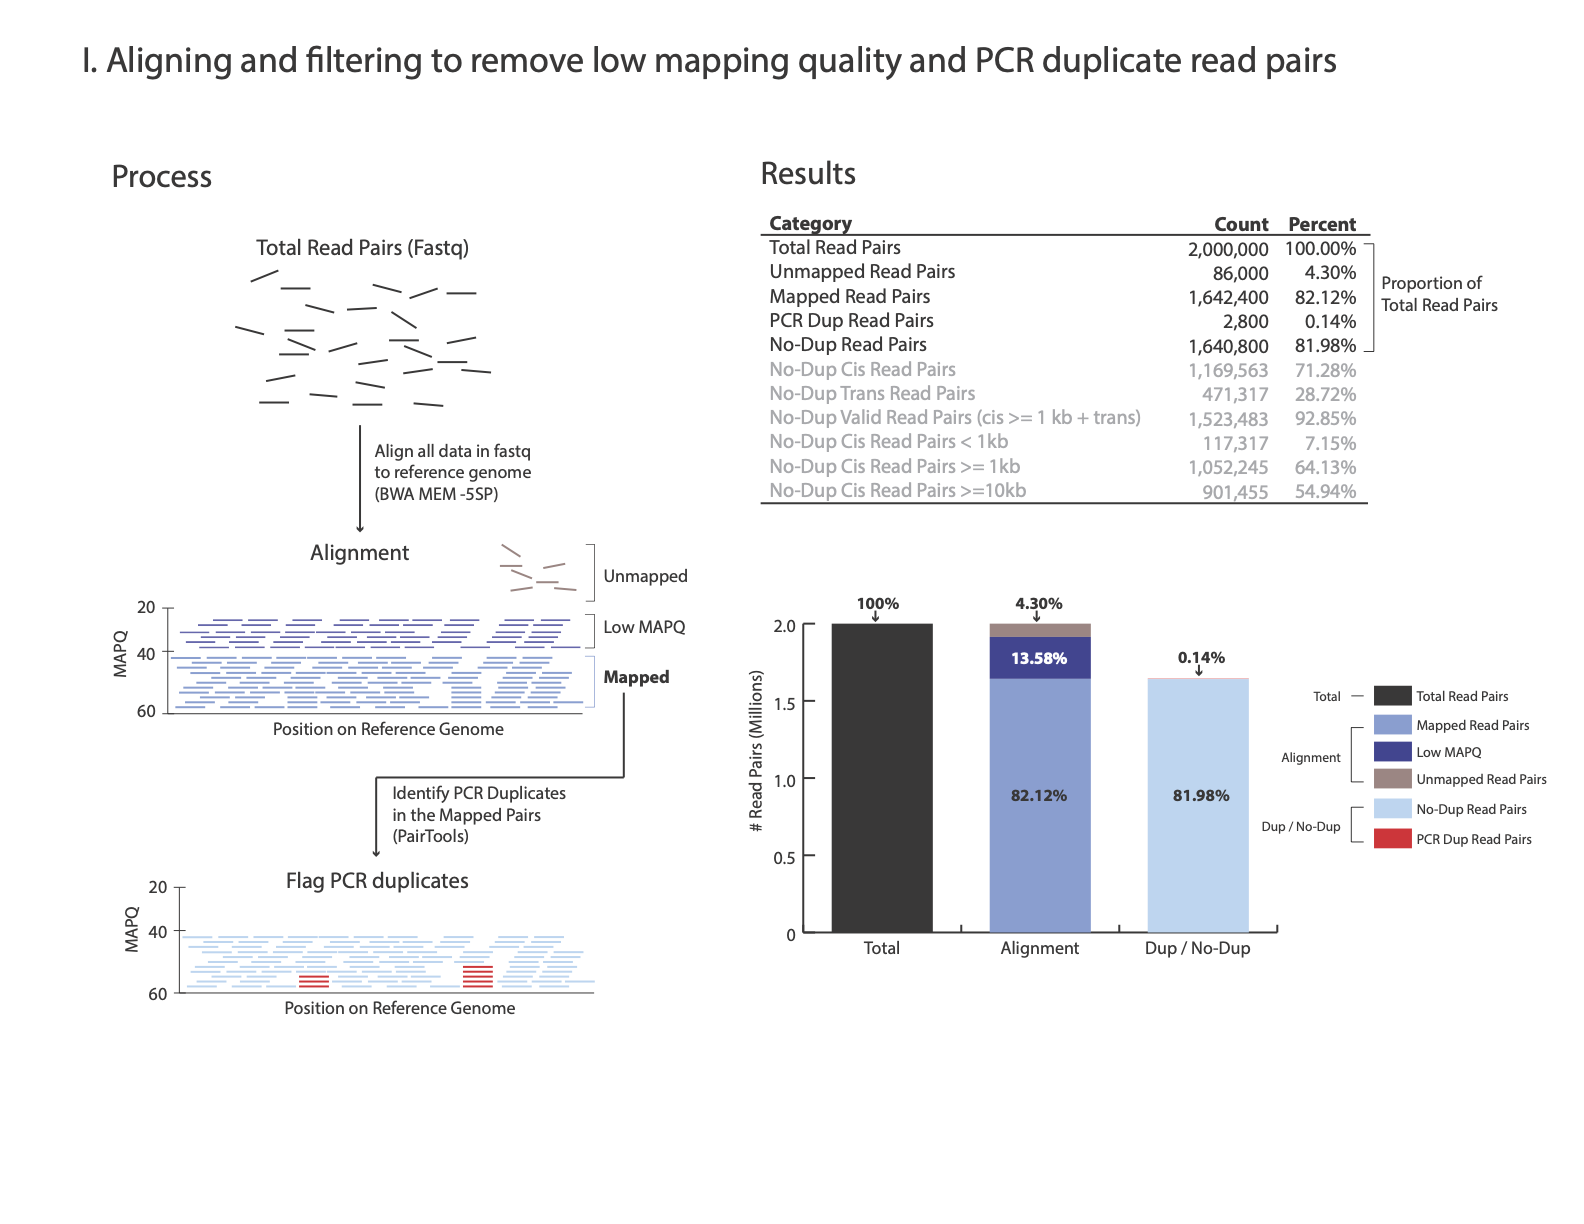 I. Aligning and filtering to remove low mapping quality and PCR duplicate read pairs
Process
Total Read Pairs (Fastq)
Align all data in fastq
to reference genome
(BWA MEM -5SP)
Alignment
Unmapped
Low MAPQ
Mapped
20
40
60
MAPQ
Position on Reference Genome
Identify PCR Duplicates
in the Mapped Pairs
(PairTools)
Flag PCR duplicates
20
40
60
MAPQ
Position on Reference Genome
Results
Category Count Percent
Total Read Pairs 2,000,000 100.00%
Unmapped Read Pairs 86,000 4.30%
Mapped Read Pairs 1,642,400 82.12%
PCR Dup Read Pairs 2,800 0.14%
No-Dup Read Pairs 1,640,800 81.98%
No-Dup Cis Read Pairs 1,169,563 71.28%
No-Dup Trans Read Pairs 471,317 28.72%
No-Dup Valid Read Pairs (cis >= 1 kb + trans) 1,523,483 92.85%
No-Dup Cis Read Pairs < 1kb 117,317 7.15%
No-Dup Cis Read Pairs >= 1kb 1,052,245 64.13%
No-Dup Cis Read Pairs >=10kb 901,455 54.94%
Proportion of
Total Read Pairs
# Read Pairs (Millions)
2.0
1.5
1.0
0.5
0
100%
4.30%
13.58%
82.12%
0.14%
81.98%
Total
Alignment
Dup / No-Dup
Total
Total Read Pairs
Alignment
Mapped Read Pairs
Low MAPQ
Unmapped Read Pairs
Dup / No-Dup
No-Dup Read Pairs
PCR Dup Read Pairs